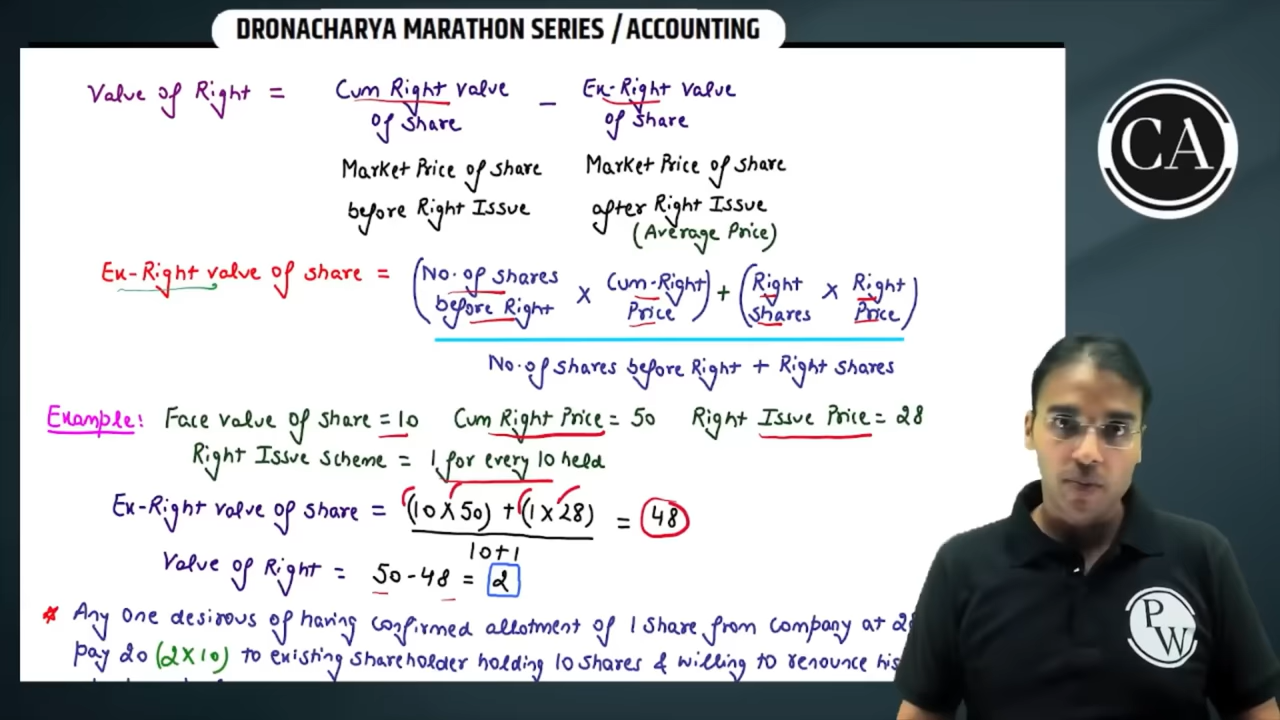 DRONACHARYA MARATHON SERIES / ACCOUNTING
Value of Right = Cum Right value of share - Ex-Right value of share
Market Price of share before Right Issue
Market Price of share after Right Issue
(Average Price)
Ex-Right value of share = (No. of shares before Right × Cum-Right Price) + (Right shares × Right Price)
No. of shares before Right + Right shares
Example: Face value of share = 10 Cum Right Price = 50 Right Issue Price = 28
Right Issue scheme = 1 for every 10 held
Ex-Right value of share = (10 × 50) + (1 × 28) = 48
10+1
Value of Right = 50 - 48 = 2
* Any one desirous of having confirmed allotment of 1 share from company at
pay 20 (2×10) to existing shareholder holding 10 shares & willing to renounce his
CA
PW